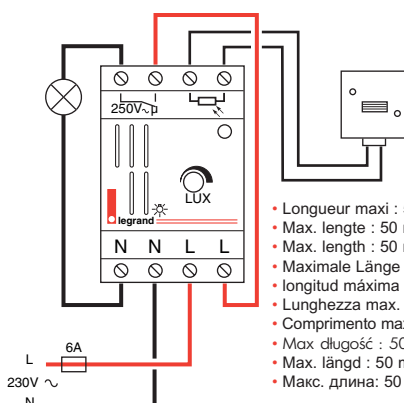 250V~ µ
LUX
legrand
N N L L
6A
L
230V ~
N
• Longueur maxi :
• Max. lengte : 50
• Max. length : 50
• Maximale Länge
• longitud máxima
• Lunghezza max.
• Comprimento max
• Max długość : 50
• Max. längd : 50 m
• Макс. длина: 50